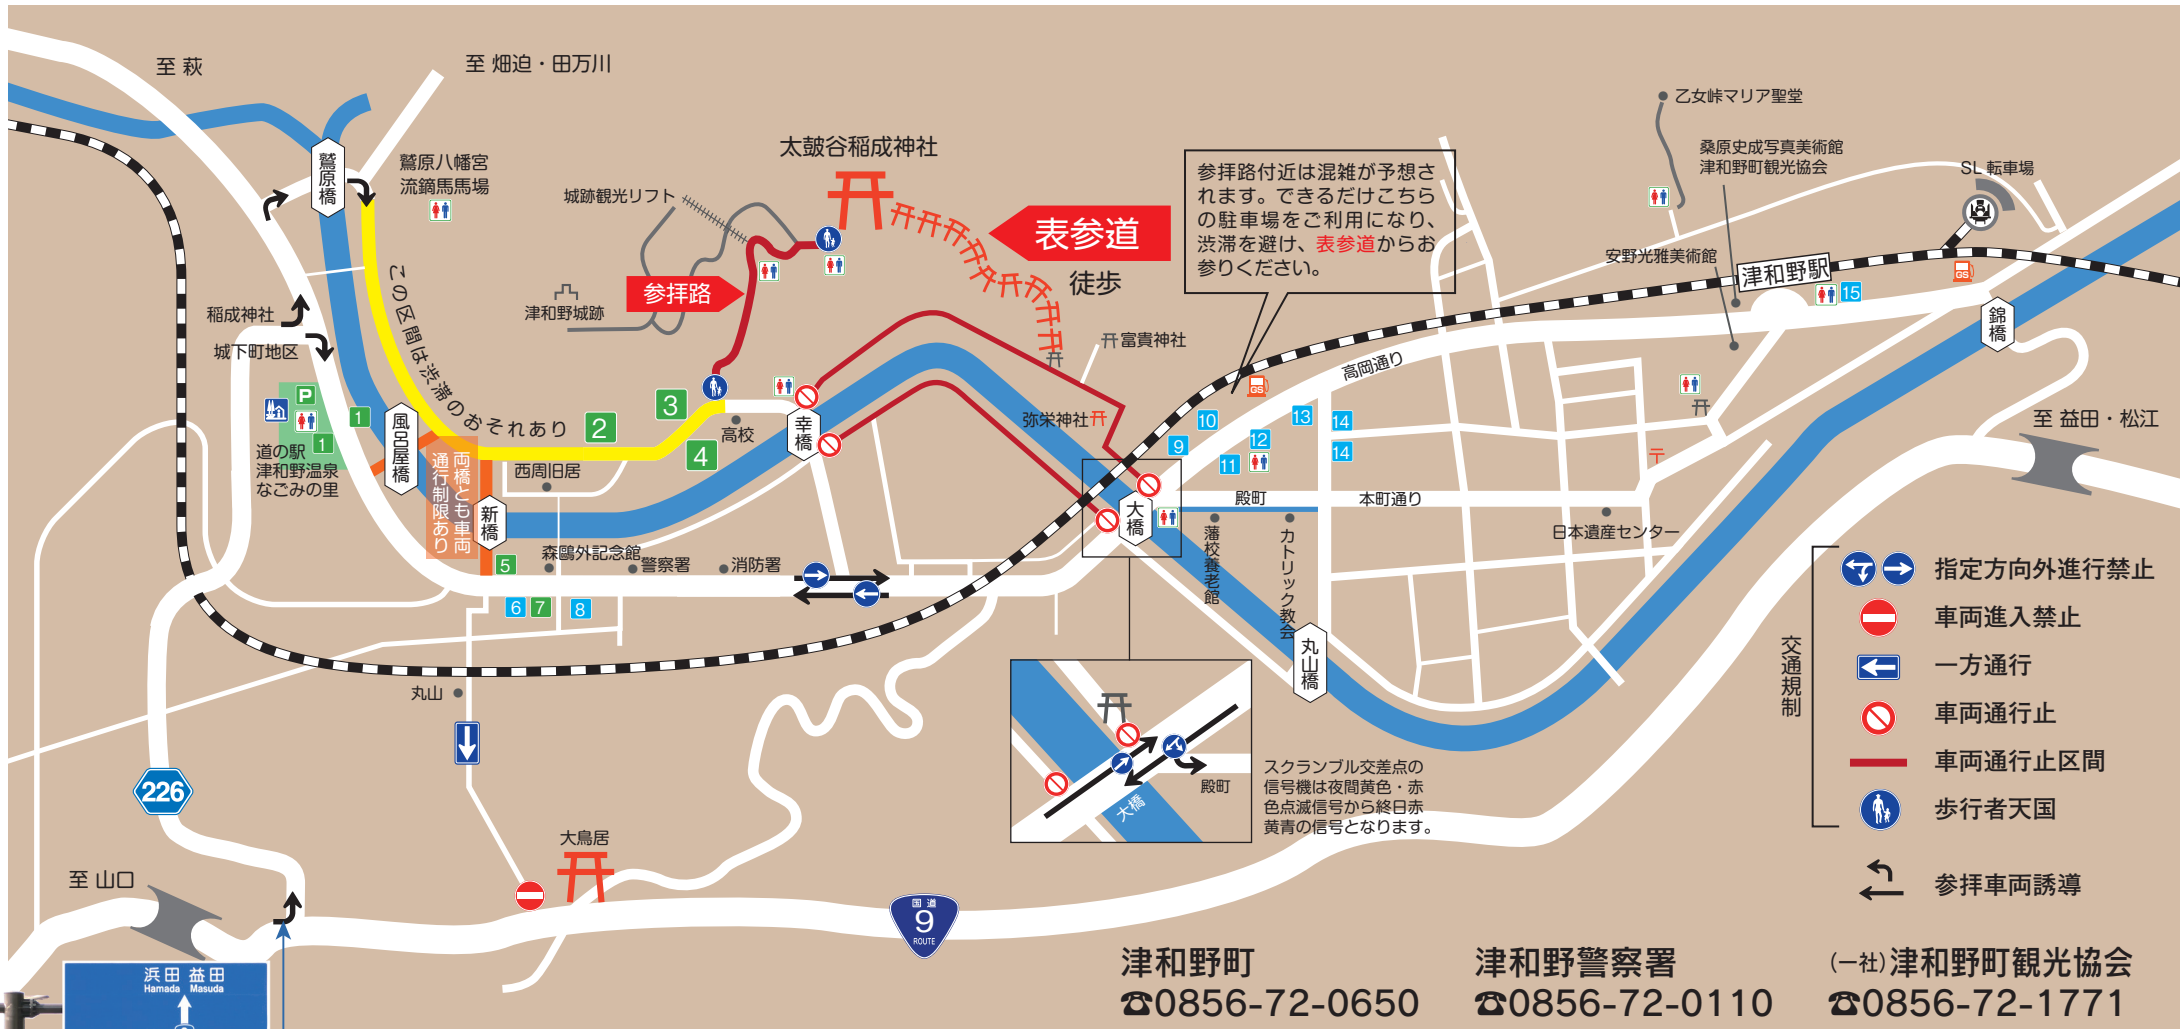 至 萩
至 畑迫・田万川
鷲原橋
鷲原八幡宮
流鏑馬馬場
太皷谷稲成神社
城跡観光リフト
表参道
徒歩
参拝路
津和野城跡
参拝路付近は混雑が予想さ
れます。できるだけこちら
の駐車場をご利用になり、
渋滞を避け、表参道からお
参りください。
乙女峠マリア聖堂
桑原史成写真美術館
津和野町観光協会
SL 転車場
安野光雅美術館
津和野駅
15
GS
錦橋
この区間は渋滞のおそれあり
稲成神社
城下町地区
P
1
1
道の駅
津和野温泉
なごみの里
風呂屋橋
両橋とも車両
通行制限あり
新橋
2
3
4
高校
幸橋
西周旧居
富貴神社
弥栄神社
高岡通り
GS
9
10
11
12
13
14
14
至 益田・松江
大橋
殿町
本町通り
藩校養老館
カトリック教会
日本遺産センター
〒
丸山橋
5
森鷗外記念館
警察署
消防署
6
7
8
丸山
226
大鳥居
至 山口
国道
9
ROUTE
大橋
殿町
スクランブル交差点の
信号機は夜間黄色・赤
色点滅信号から終日赤
黄青の信号となります。
交通規制
指定方向外進行禁止
車両進入禁止
一方通行
車両通行止
車両通行止区間
歩行者天国
参拝車両誘導
浜田 益田
Hamada Masuda
津和野町
☎0856-72-0650
津和野警察署
☎0856-72-0110
(一社)津和野町観光協会
☎0856-72-1771